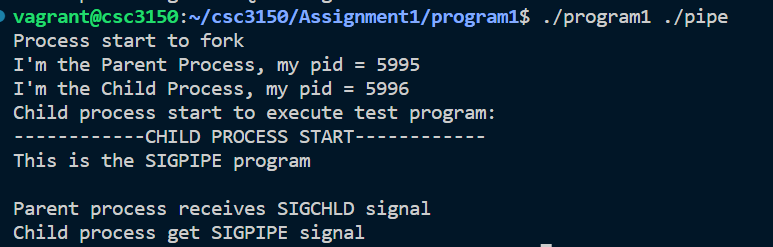 vagrant@csc3150:~/csc3150/Assignment1/program1$ ./program1 ./pipe
Process start to fork
I'm the Parent Process, my pid = 5995
I'm the Child Process, my pid = 5996
Child process start to execute test program:
------------CHILD PROCESS START------------
This is the SIGPIPE program

Parent process receives SIGCHLD signal
Child process get SIGPIPE signal